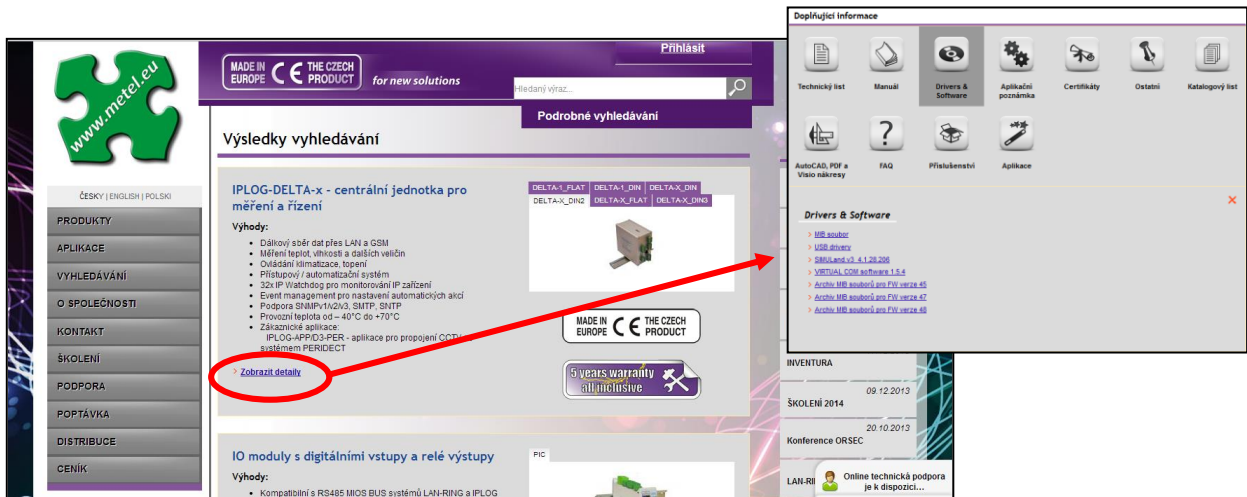 www.metel.eu
MADE IN
EUROPE
CE
THE CZECH
PRODUCT
for new solutions
Přihlásit
Hledaný výraz...
Podrobné vyhledávání
ČESKY | ENGLISH | POLSKI
PRODUKTY
APLIKACE
VYHLEDÁVÁNÍ
O SPOLEČNOSTI
KONTAKT
ŠKOLENÍ
PODPORA
POPTÁVKA
DISTRIBUCE
CENÍK
Výsledky vyhledávání
IPLOG-DELTA-x - centrální jednotka pro
měření a řízení
Výhody:
Dálkový sběr dat přes LAN a GSM
Měření teplot, vlhkosti a dalších veličin
Ovládání klimatizace, topení
Přístupový / automatizační systém
32x IP Watchdog pro monitorování IP zařízení
Event management pro nastavení automatických akcí
Podpora SNMPv1/v2/v3, SMTP, SNTP
Provozní teplota od – 40°C do +70°C
Zákaznické aplikace:
IPLOG-APP/D3-PER - aplikace pro propojení CCTV
systémem PERIDECT
> Zobrazit detaily
DELTA-1_FLAT DELTA-1_DIN DELTA-X_DIN
DELTA-X_DIN2 DELTA-X_FLAT DELTA-X_DIN3
MADE IN
EUROPE
CE
THE CZECH
PRODUCT
5 years warranty
all inclusive
IO moduly s digitálními vstupy a relé výstupy
Výhody:
Kompatibilní s RS485 MIOS BUS systémů LAN-RING a IPLOG
PIC
Doplňující informace
Technický list
Manuál
Drivers &
Software
Aplikační
poznámka
Certifikáty
Ostatní
Katalogový list
AutoCAD, PDF a
Visio nákresy
FAQ
Příslušenství
Aplikace
Drivers & Software
> MIB soubor
> USB drivery
> SIMULand v3 4.1.28.206
> VIRTUAL COM software 1.5.4
> Archiv MIB souborů pro FW verze 45
> Archiv MIB souborů pro FW verze 47
> Archiv MIB souborů pro FW verze 48
INVENTURA
09.12.2013
ŠKOLENÍ 2014
20.10.2013
Konference ORSEC
LAN-RI
Online technická podpora
je k dispozici...